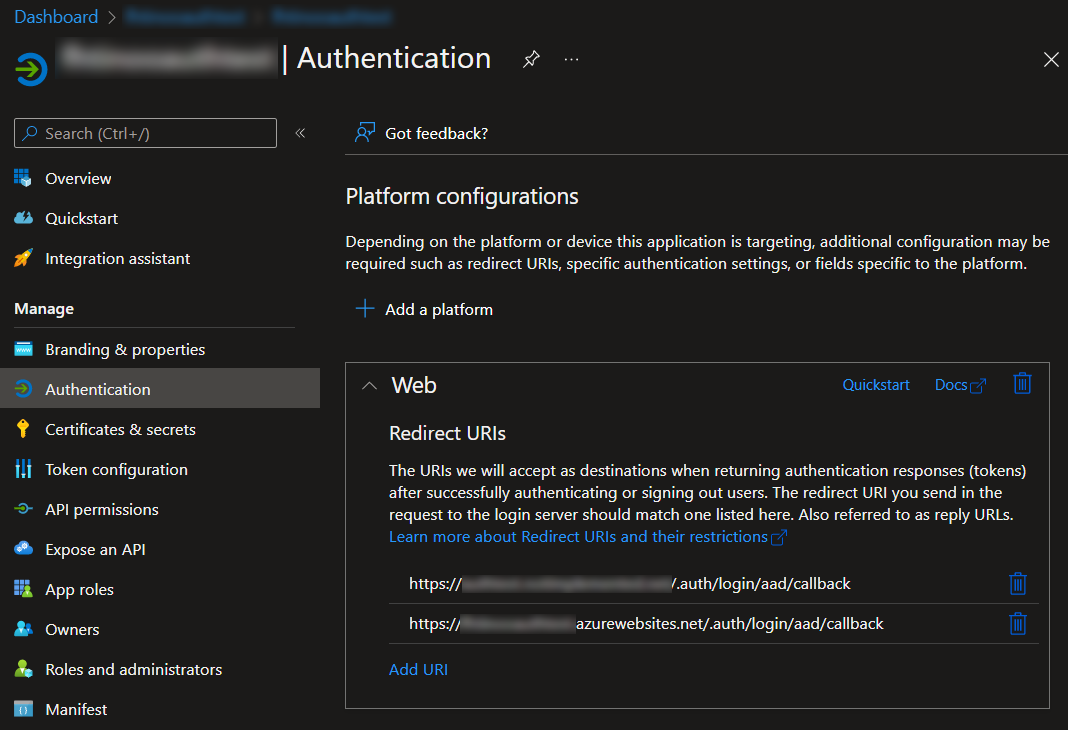 Dashboard
| Authentication
Search (Ctrl+/)
Got feedback?
Overview
Quickstart
Integration assistant
Manage
Branding & properties
Authentication
Certificates & secrets
Token configuration
API permissions
Expose an API
App roles
Owners
Roles and administrators
Manifest
Platform configurations
Depending on the platform or device this application is targeting, additional configuration may be
required such as redirect URIs, specific authentication settings, or fields specific to the platform.
Add a platform
Web
Quickstart
Docs
Redirect URIs
The URIs we will accept as destinations when returning authentication responses (tokens)
after successfully authenticating or signing out users. The redirect URI you send in the
request to the login server should match one listed here. Also referred to as reply URLs.
Learn more about Redirect URIs and their restrictions
https:///.auth/login/aad/callback
https://azurewebsites.net/.auth/login/aad/callback
Add URI